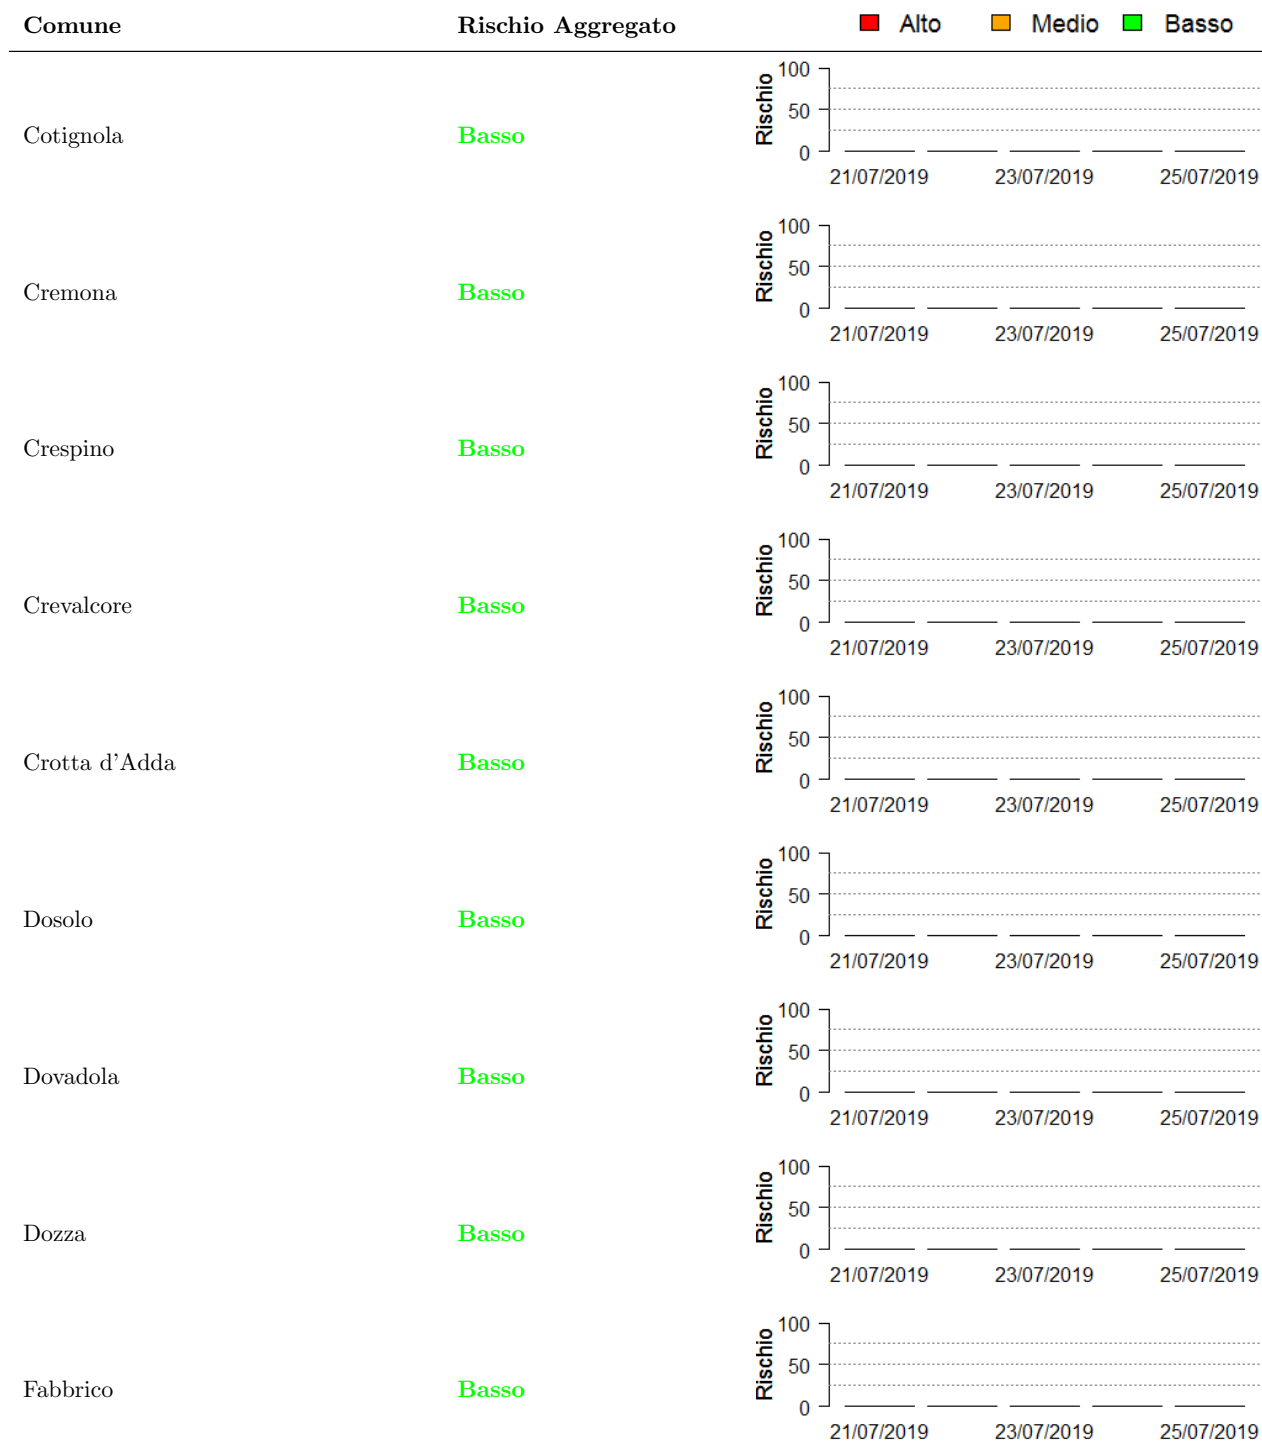 Comune Rischio Aggregato Alto Medio Basso
100
50
0
Rischio
Cotignola Basso
21/07/2019 23/07/2019 25/07/2019
100
50
0
Rischio
Cremona Basso
21/07/2019 23/07/2019 25/07/2019
100
50
0
Rischio
Crespino Basso
21/07/2019 23/07/2019 25/07/2019
100
50
0
Rischio
Crevalcore Basso
21/07/2019 23/07/2019 25/07/2019
100
50
0
Rischio
Crotta d'Adda Basso
21/07/2019 23/07/2019 25/07/2019
100
50
0
Rischio
Dosolo Basso
21/07/2019 23/07/2019 25/07/2019
100
50
0
Rischio
Dovadola Basso
21/07/2019 23/07/2019 25/07/2019
100
50
0
Rischio
Dozza Basso
21/07/2019 23/07/2019 25/07/2019
100
50
0
Rischio
Fabbrico Basso
21/07/2019 23/07/2019 25/07/2019